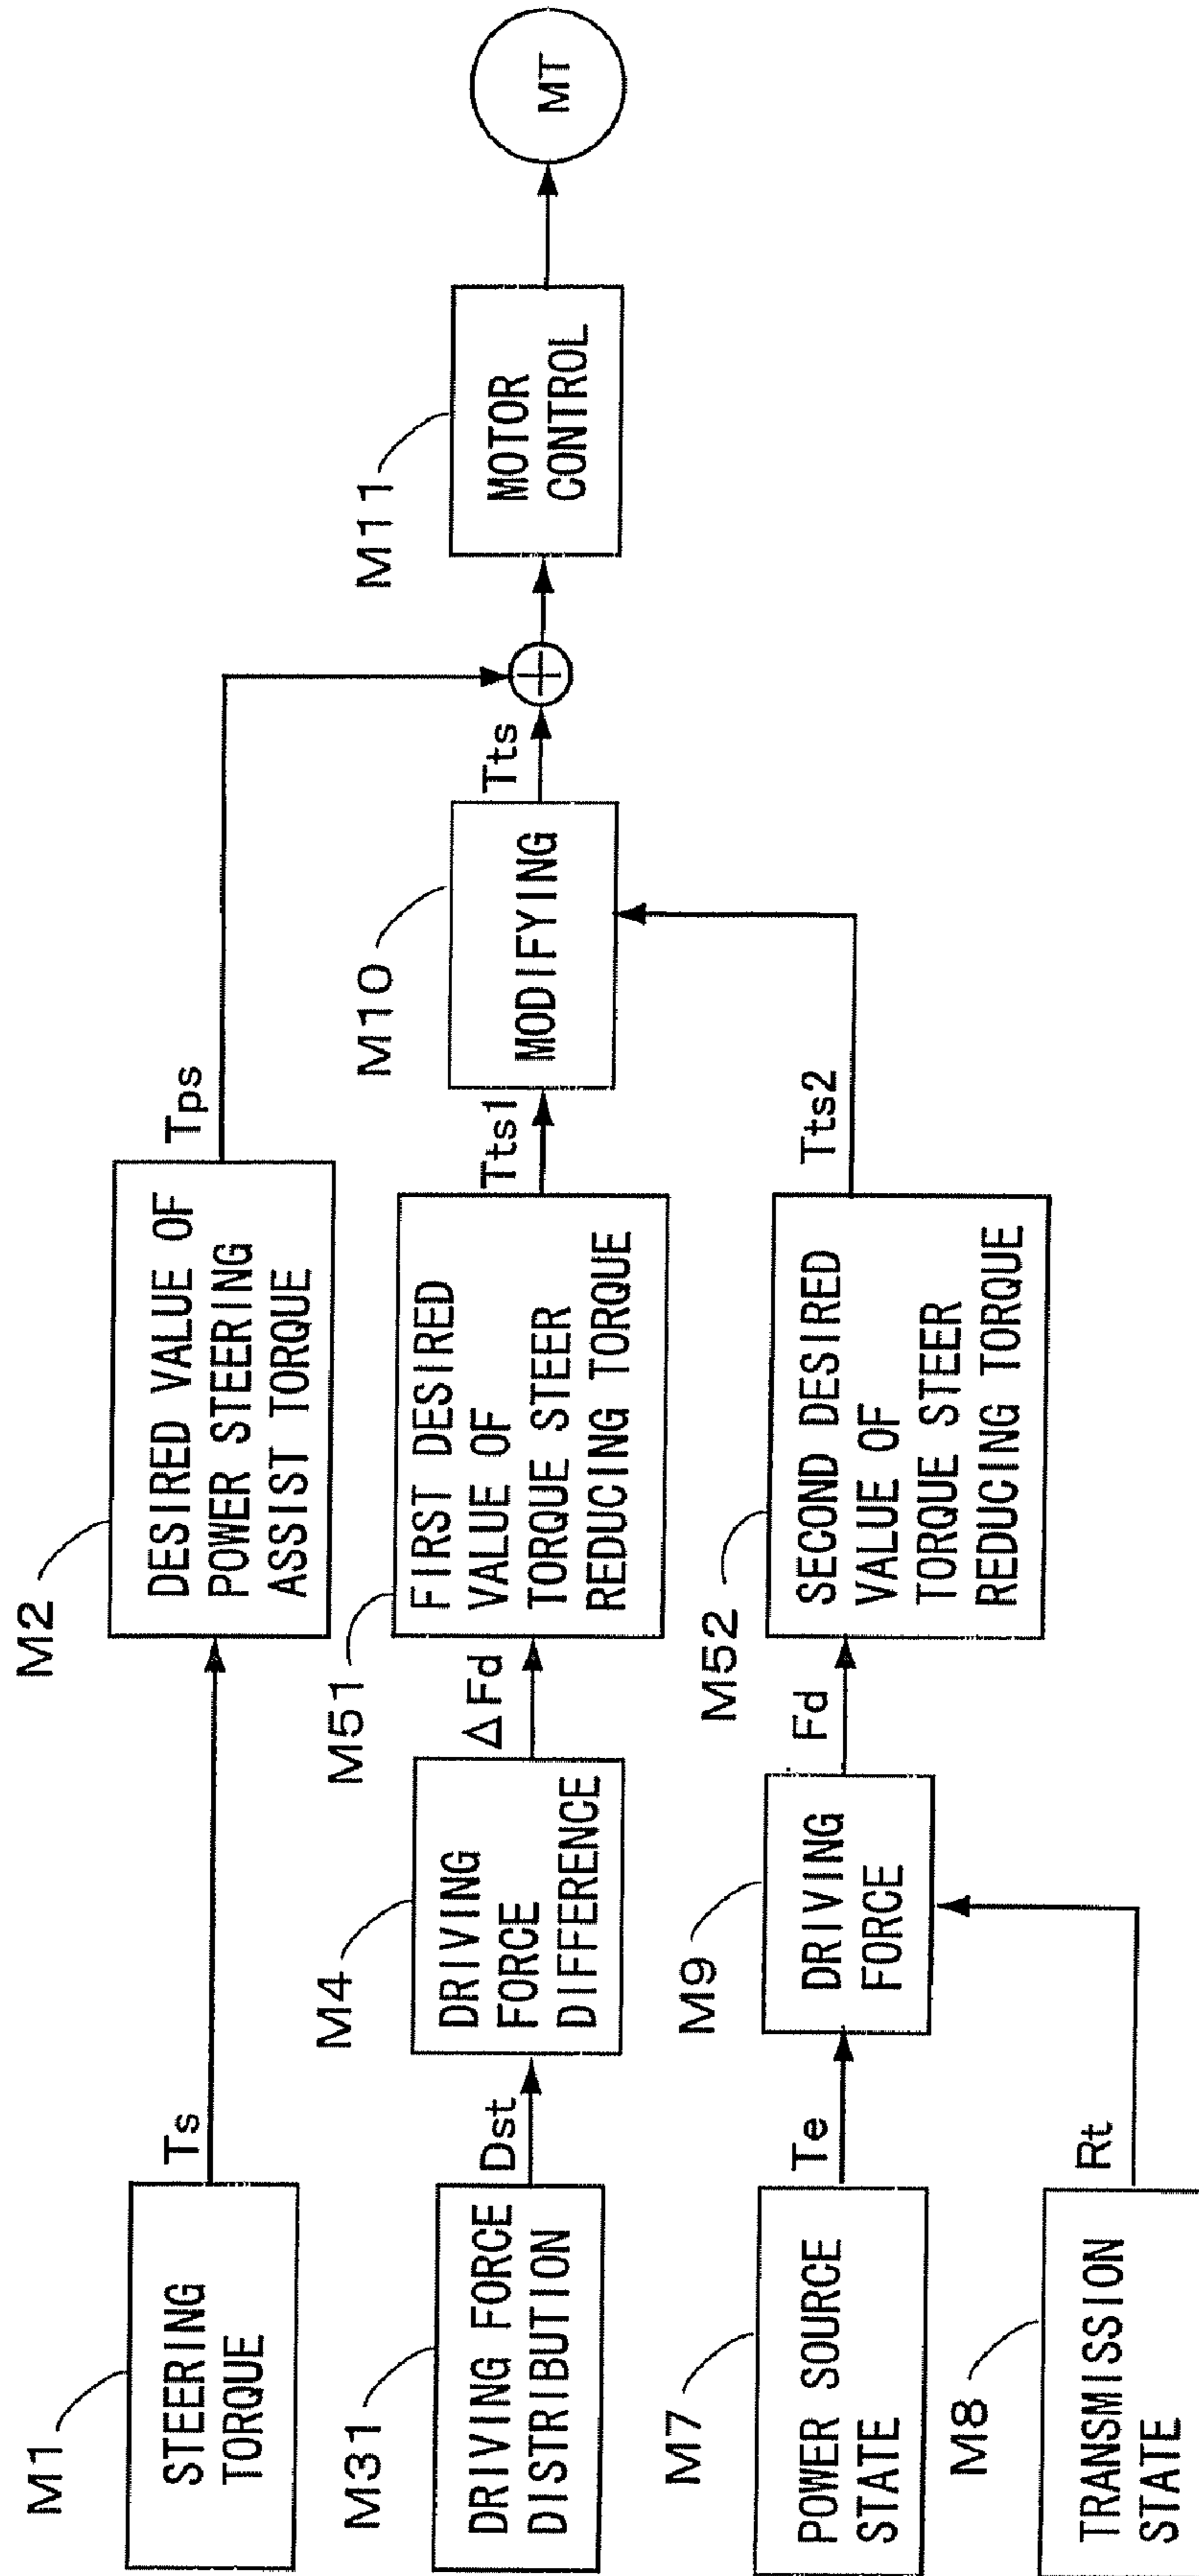 M1
STEERING
TORQUE
Ts
M2
DESIRED VALUE OF
POWER STEERING
ASSIST TORQUE
Tps
M31
DRIVING FORCE
DISTRIBUTION
Dst
M4
DRIVING
FORCE
DIFFERENCE
ΔFd
M51
FIRST DESIRED
VALUE OF
TORQUE STEER
REDUCING TORQUE
Tts1
M10
MODIFYING
Tts
M11
MOTOR
CONTROL
MT
M7
POWER SOURCE
STATE
Te
M9
DRIVING
FORCE
Fd
M52
SECOND DESIRED
VALUE OF
TORQUE STEER
REDUCING TORQUE
Tts2
M8
TRANSMISSION
STATE
Rt